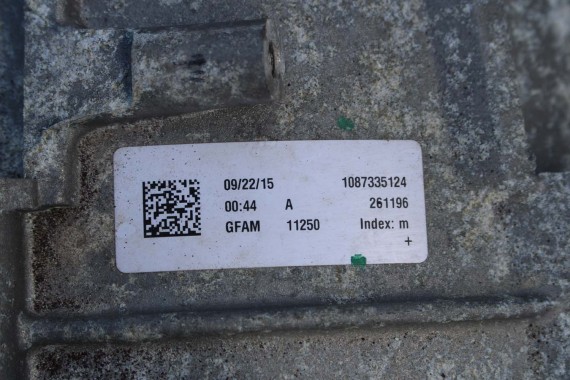 09/22/15 1087335124
00:44 A 261196
GFAM 11250 Index: m
+